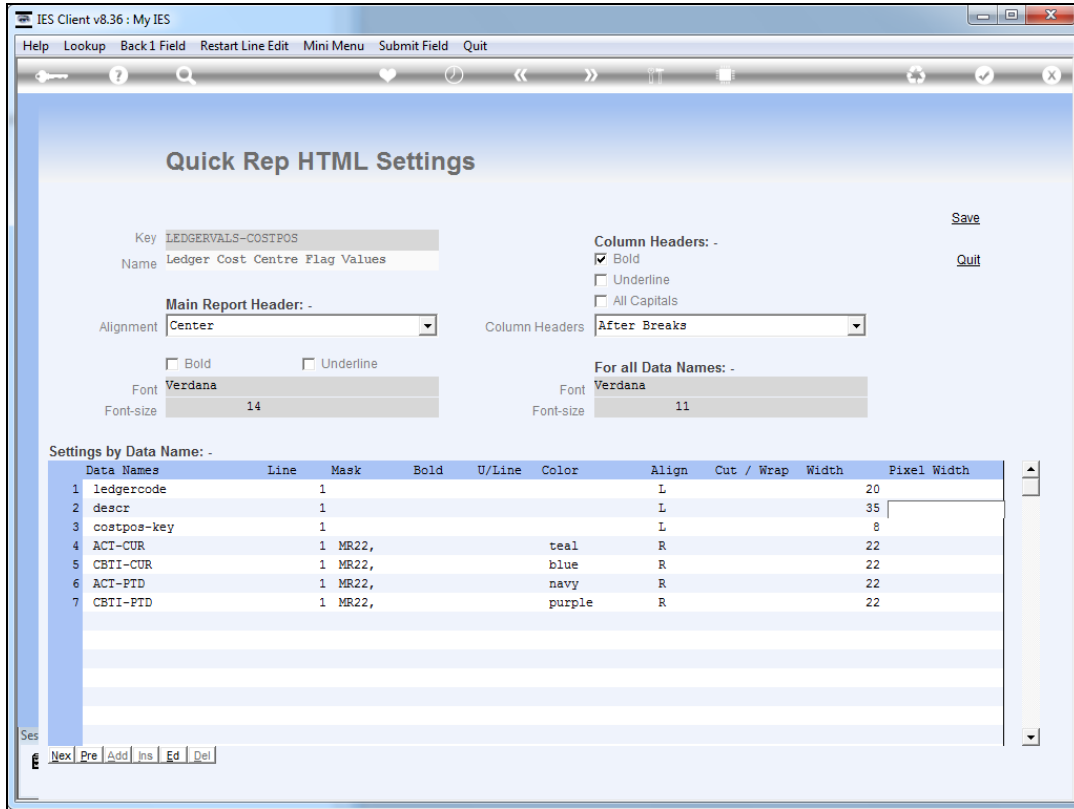 IES Client v8.36 : My IES
Help Lookup Back 1 Field Restart Line Edit Mini Menu Submit Field Quit
Quick Rep HTML Settings
Save
Key LEDGERVALS-COSTPOS
Column Headers: -
Name Ledger Cost Centre Flag Values
Bold
Quit
Underline
Main Report Header: -
All Capitals
Alignment Center
Column Headers After Breaks
Bold Underline
For all Data Names: -
Font Verdana
Font Verdana
Font-size 14
Font-size 11
Settings by Data Name: -
Data Names Line Mask Bold U/Line Color Align Cut / Wrap Width Pixel Width
1 ledgercode 1 L 20
2 descr 1 L 35
3 costpos-key 1 L 8
4 ACT-CUR 1 MR22, teal R 22
5 CBTI-CUR 1 MR22, blue R 22
6 ACT-PTD 1 MR22, navy R 22
7 CBTI-PTD 1 MR22, purple R 22
Ses
Nex Pre Add Ins Ed Del